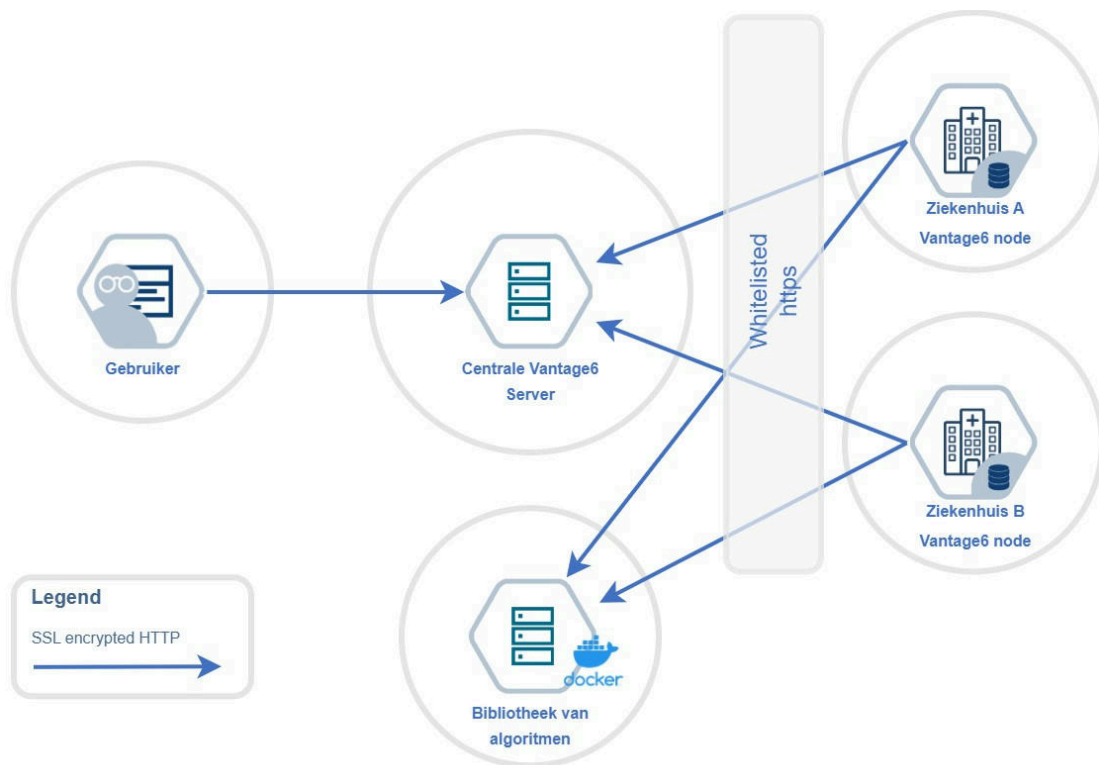 Ziekenhuis A
Vantage6 node
Whitelisted
https
Gebruiker
Centrale Vantage6
Server
Ziekenhuis B
Vantage6 node
Legend
SSL encrypted HTTP
docker
Bibliotheek van
algoritmen